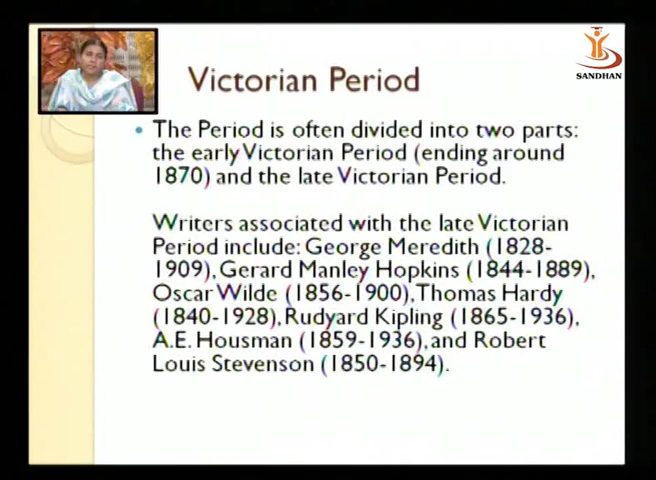 SANDHAN
Victorian Period
• The Period is often divided into two parts:
the early Victorian Period (ending around
1870) and the late Victorian Period.
Writers associated with the late Victorian
Period include: George Meredith (1828-
1909), Gerard Manley Hopkins (1844-1889),
Oscar Wilde (1856-1900), Thomas Hardy
(1840-1928), Rudyard Kipling (1865-1936),
A.E. Housman (1859-1936), and Robert
Louis Stevenson (1850-1894).